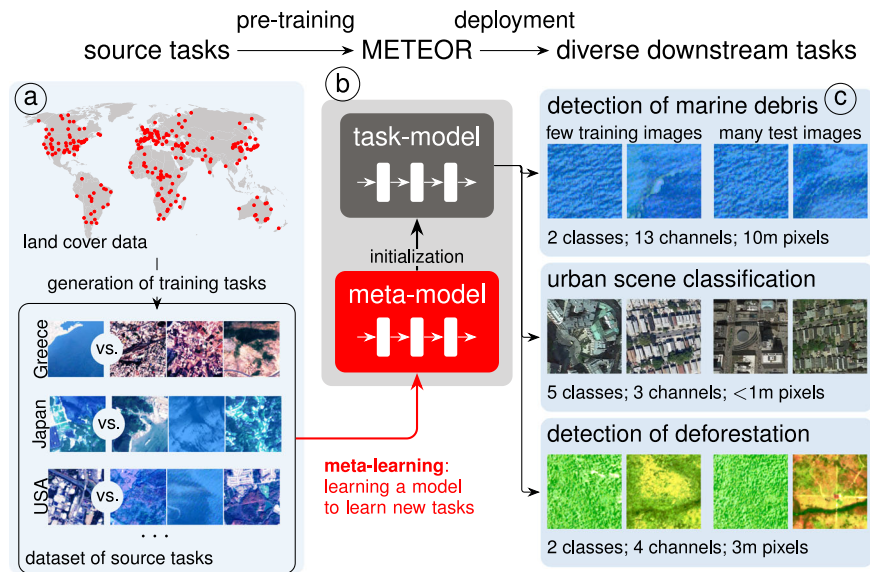 pre-training
deployment
source tasks
METEOR
diverse downstream tasks
a
land cover data
generation of training tasks
Greece
vs.
Japan
vs.
USA
vs.
. . .
dataset of source tasks
b
task-model
initialization
meta-model
meta-learning:
learning a model
to learn new tasks
c
detection of marine debris
few training images
many test images
2 classes; 13 channels; 10m pixels
urban scene classification
5 classes; 3 channels; <1m pixels
detection of deforestation
2 classes; 4 channels; 3m pixels